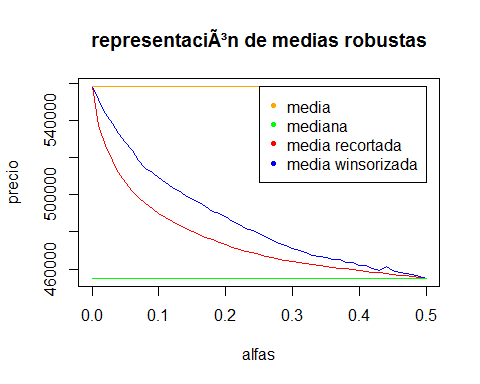 representaciÃ³n de medias robustas
precio
540000
500000
460000
media
mediana
media recortada
media winsorizada
0.0 0.1 0.2 0.3 0.4 0.5
alfas